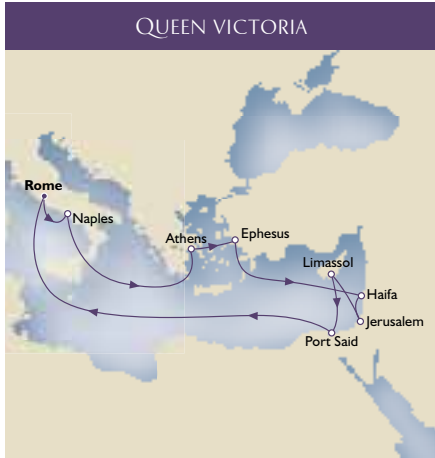 QUEEN VICTORIA
Rome
Naples
Athens
Ephesus
Limassol
Haifa
Jerusalem
Port Said